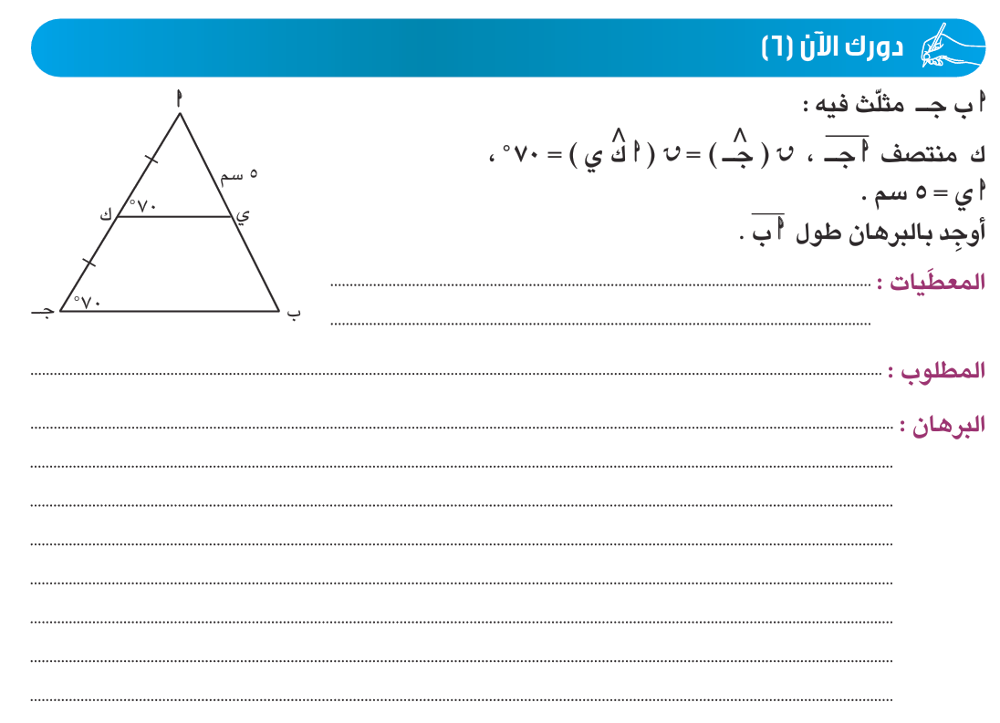 دورك الآن (٦)
أ ب جـ مثلّث فيه :
ك منتصف أ جـ ، ن ( جـ ) = ن ( أ ك ي ) = ٧٠° ،
أ ي = ٥ سم .
أوجِد بالبرهان طول أ ب .
أ
٥ سم
ك
٧٠°
ي
جـ
٧٠°
ب
المعطَيات :
المطلوب :
البرهان :